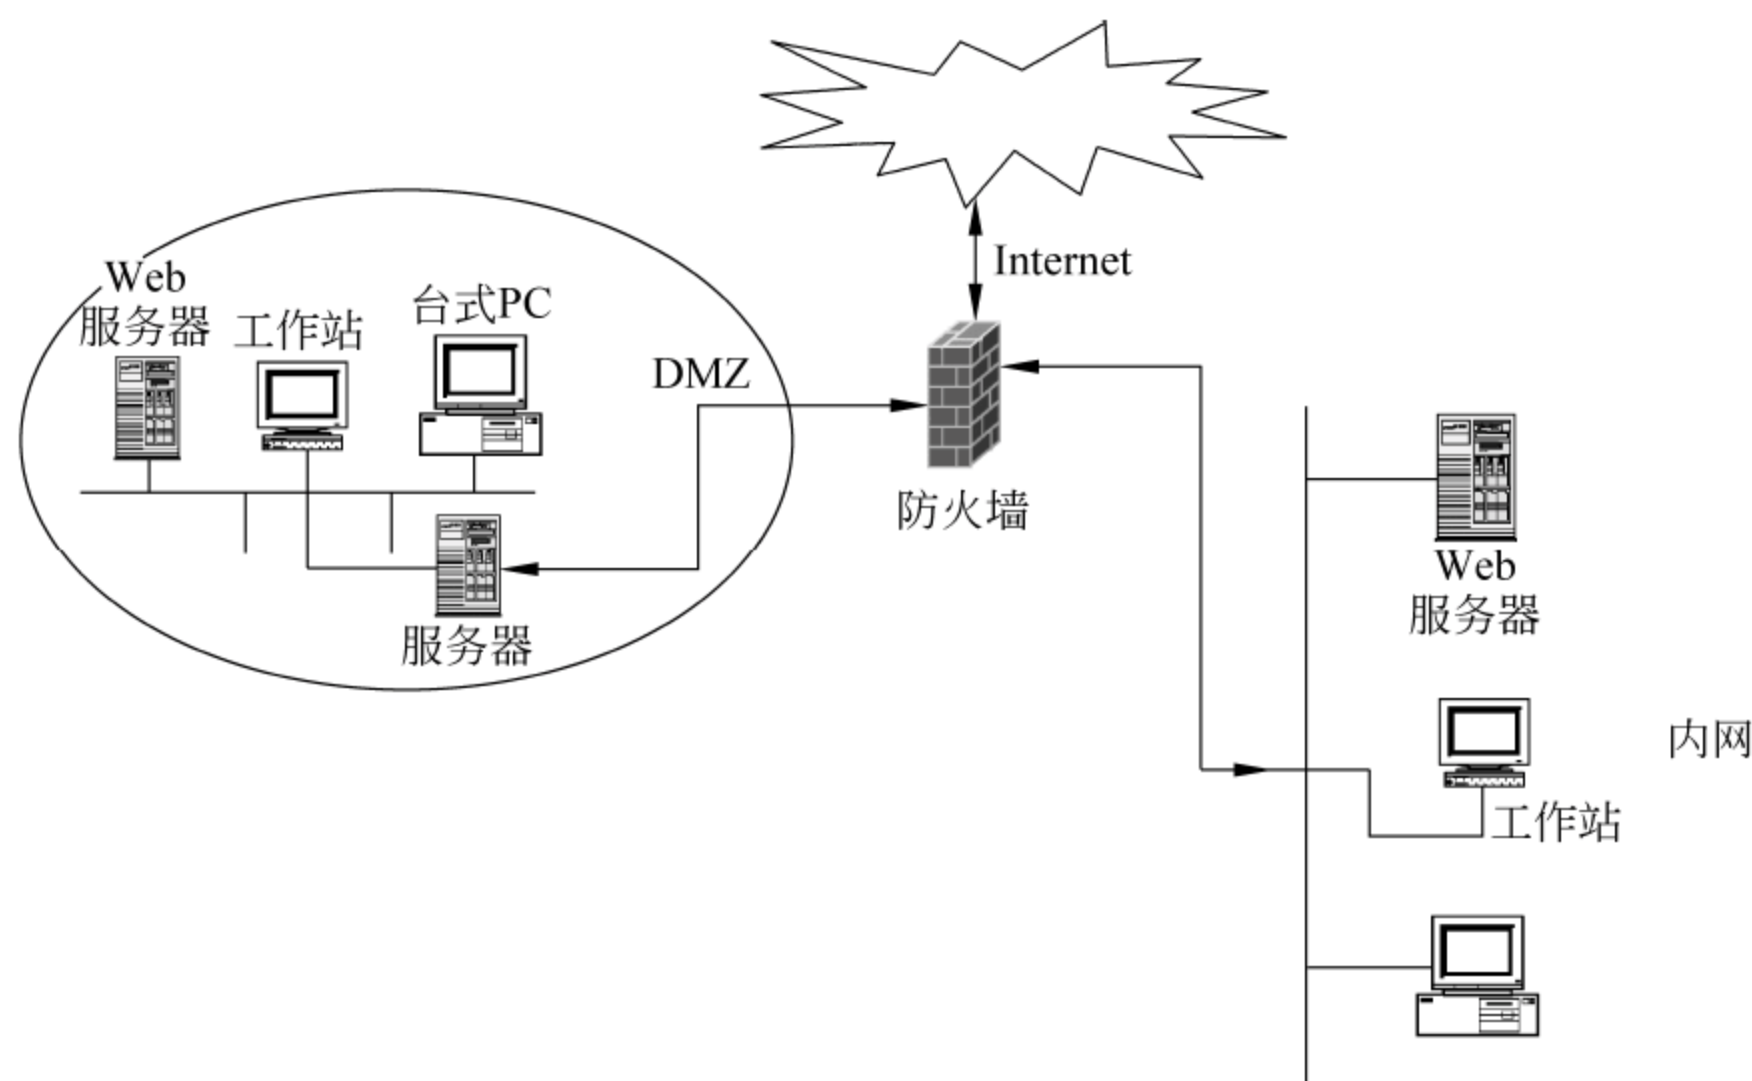 Internet
Web
服务器
工作站
台式PC
DMZ
服务器
防火墙
Web
服务器
内网
工作站